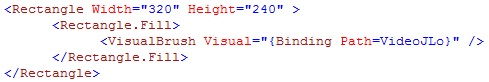 <Rectangle Width="320" Height="240" >
<Rectangle.Fill>
<VisualBrush Visual="{Binding Path=VideoJLo}" />
</Rectangle.Fill>
</Rectangle>